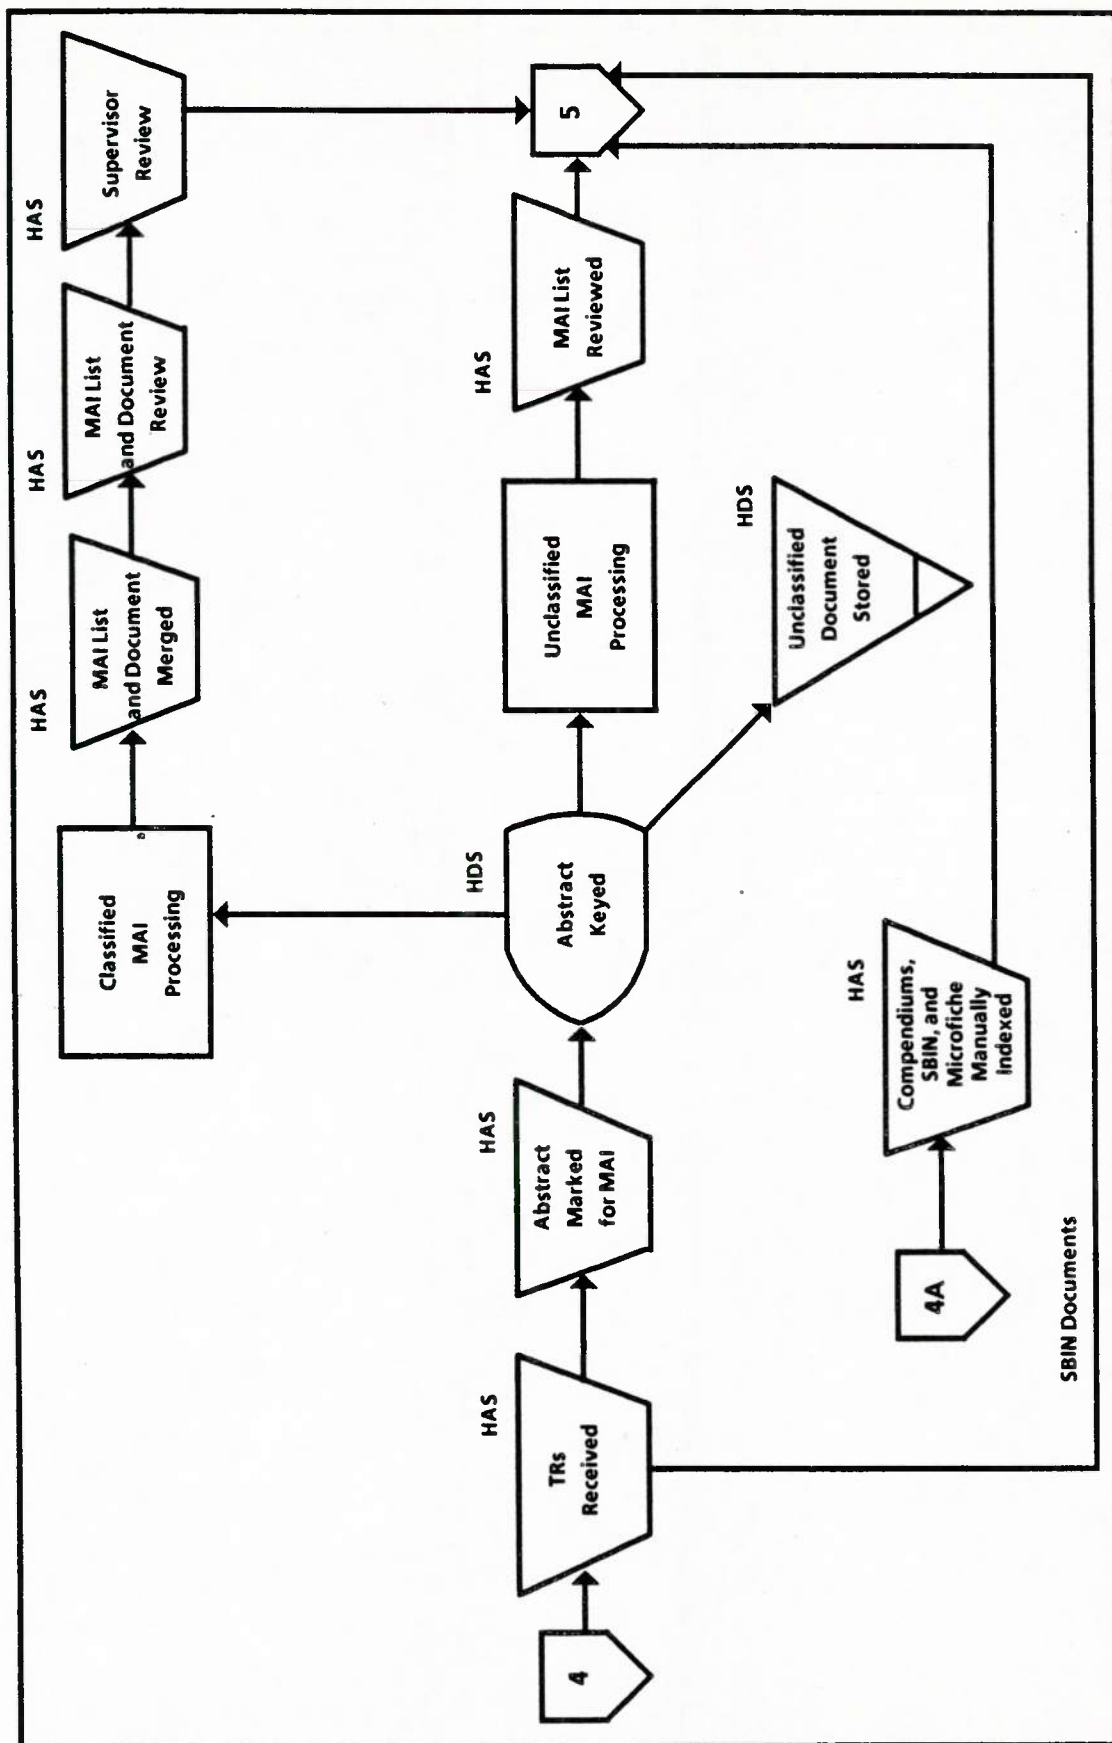 HAS
Supervisor
Review
HAS
MAI List
and Document
Review
HAS
MAI List
and Document
Merged
Classified
MAI
Processing
5
HAS
MAI List
Reviewed
Unclassified
MAI
Processing
HDS
Unclassified
Document
Stored
HDS
Abstract
Keyed
HAS
Abstract
Marked
for MAI
HAS
TRs
Received
4
HAS
Compendiums,
SBIN, and
Microfiche
Manually
Indexed
4A
SBIN Documents